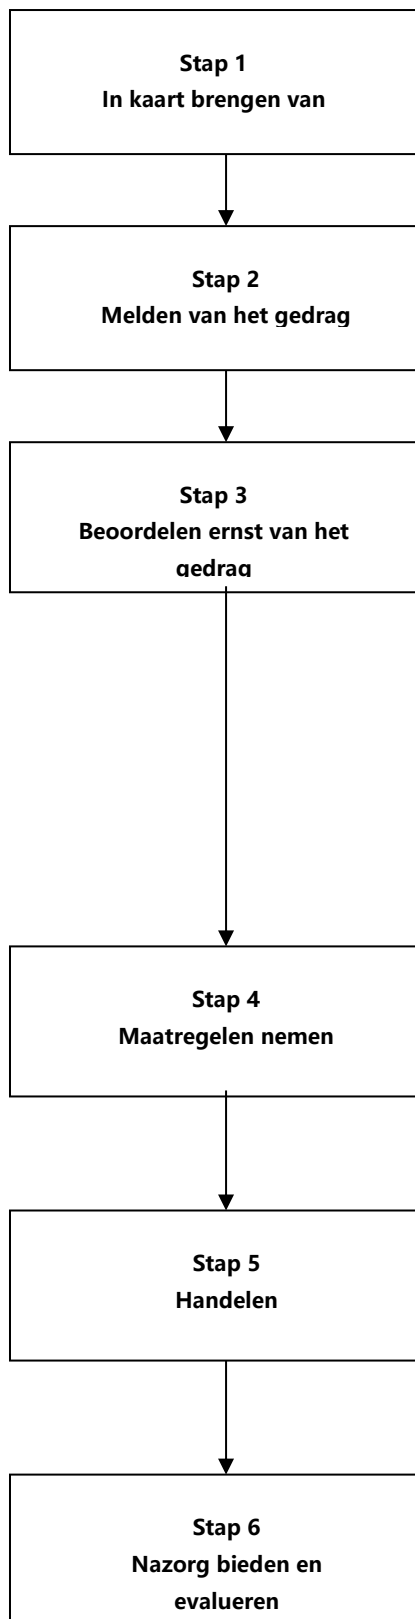 Stap 1
In kaart brengen van
Stap 2
Melden van het gedrag
Stap 3
Beoordelen ernst van het
gedrag
Stap 4
Maatregelen nemen
Stap 5
Handelen
Stap 6
Nazorg bieden en
evalueren